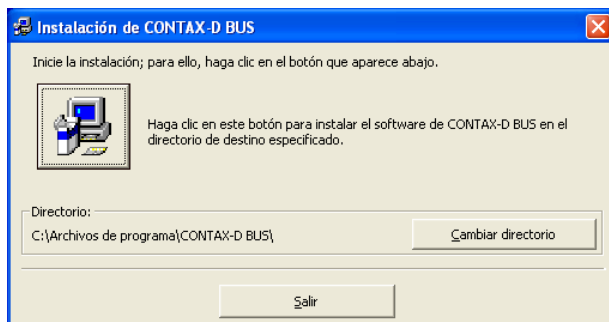 Instalación de CONTAX-D BUS
Inicie la instalación; para ello, haga clic en el botón que aparece abajo.
Haga clic en este botón para instalar el software de CONTAX-D BUS en el
directorio de destino especificado.
Directorio:
C:\Archivos de programa\CONTAX-D BUS\
Cambiar directorio
Salir